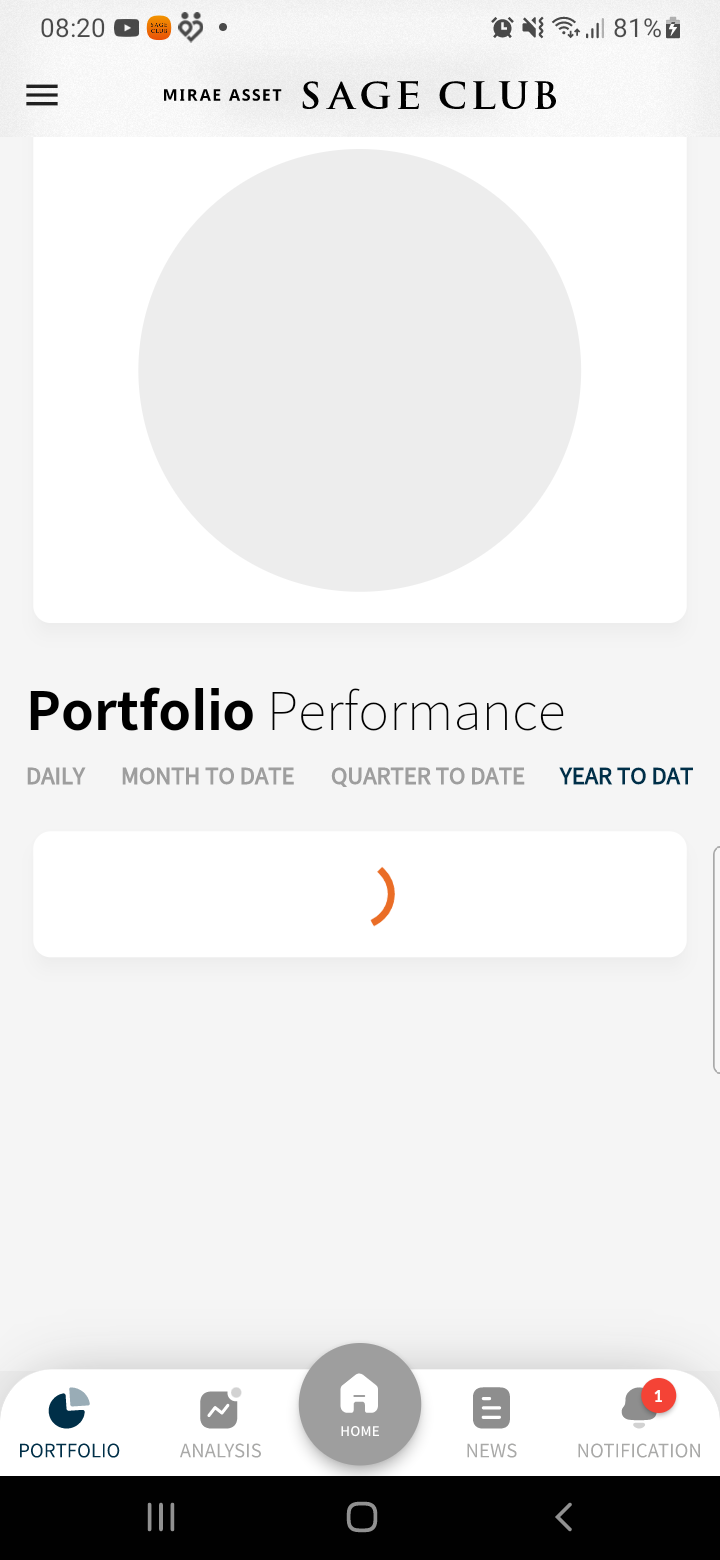 08:20 81%
MIRAE ASSET SAGE CLUB
Portfolio Performance
DAILY MONTH TO DATE QUARTER TO DATE YEAR TO DAT
1
HOME
PORTFOLIO ANALYSIS NEWS NOTIFICATION